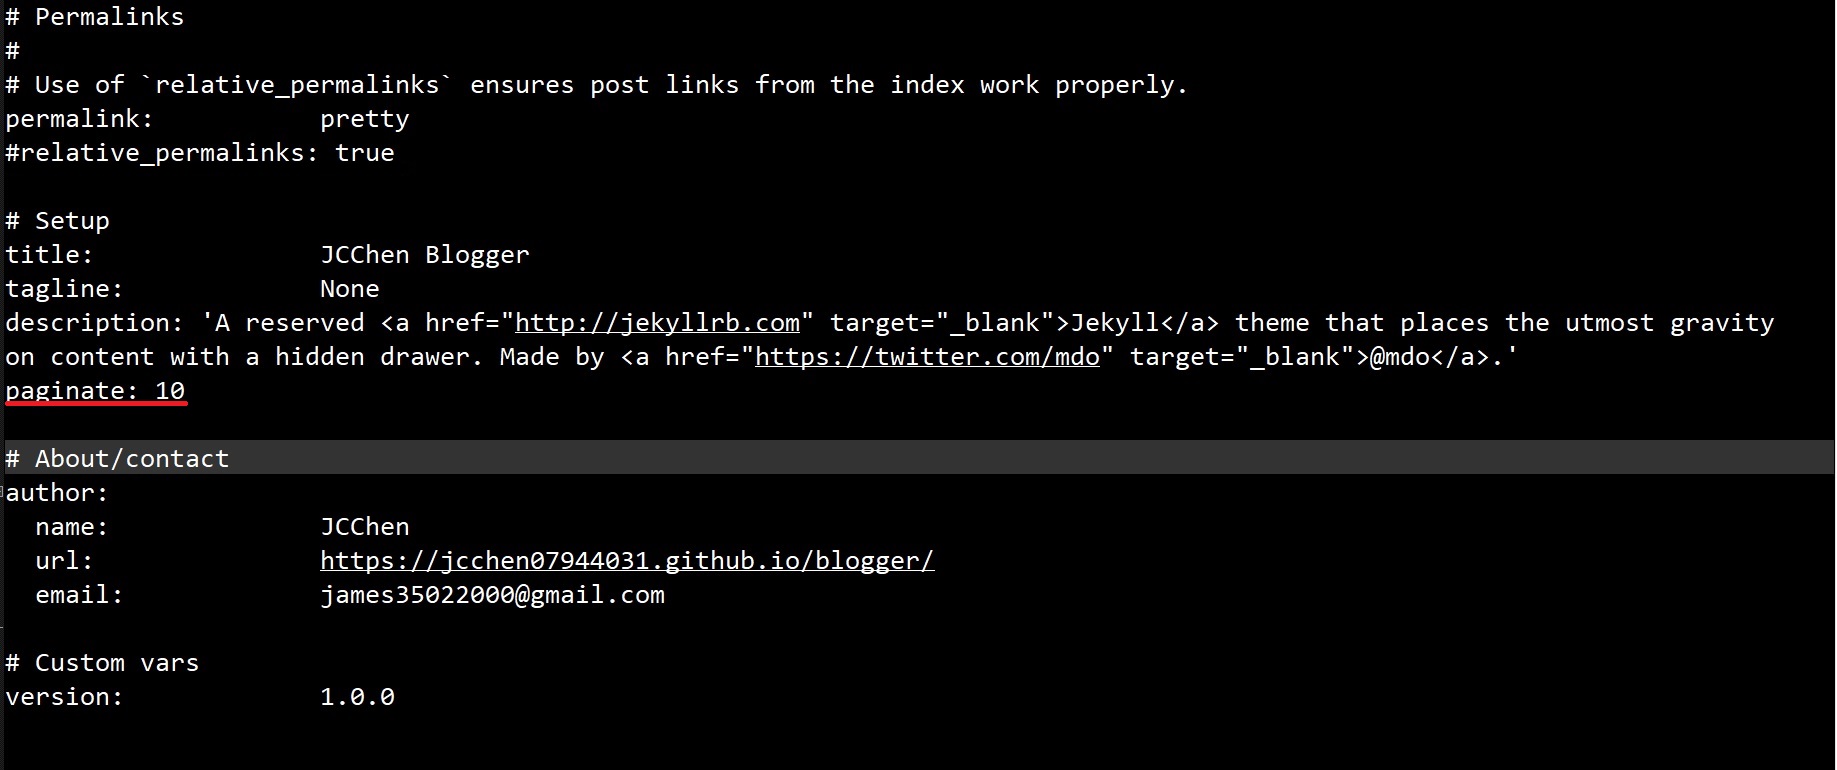 # Permalinks
#
# Use of `relative_permalinks` ensures post links from the index work properly.
permalink:           pretty
#relative_permalinks: true
# Setup
title:               JCChen Blogger
tagline:             None
description: 'A reserved <a href="http://jekyllrb.com" target="_blank">Jekyll</a> theme that places the utmost gravity
on content with a hidden drawer. Made by <a href="https://twitter.com/mdo" target="_blank">@mdo</a>.'
paginate: 10
# About/contact
author:
  name:              JCChen
  url:               https://jcchen07944031.github.io/blogger/
  email:             james35022000@gmail.com
# Custom vars
version:             1.0.0